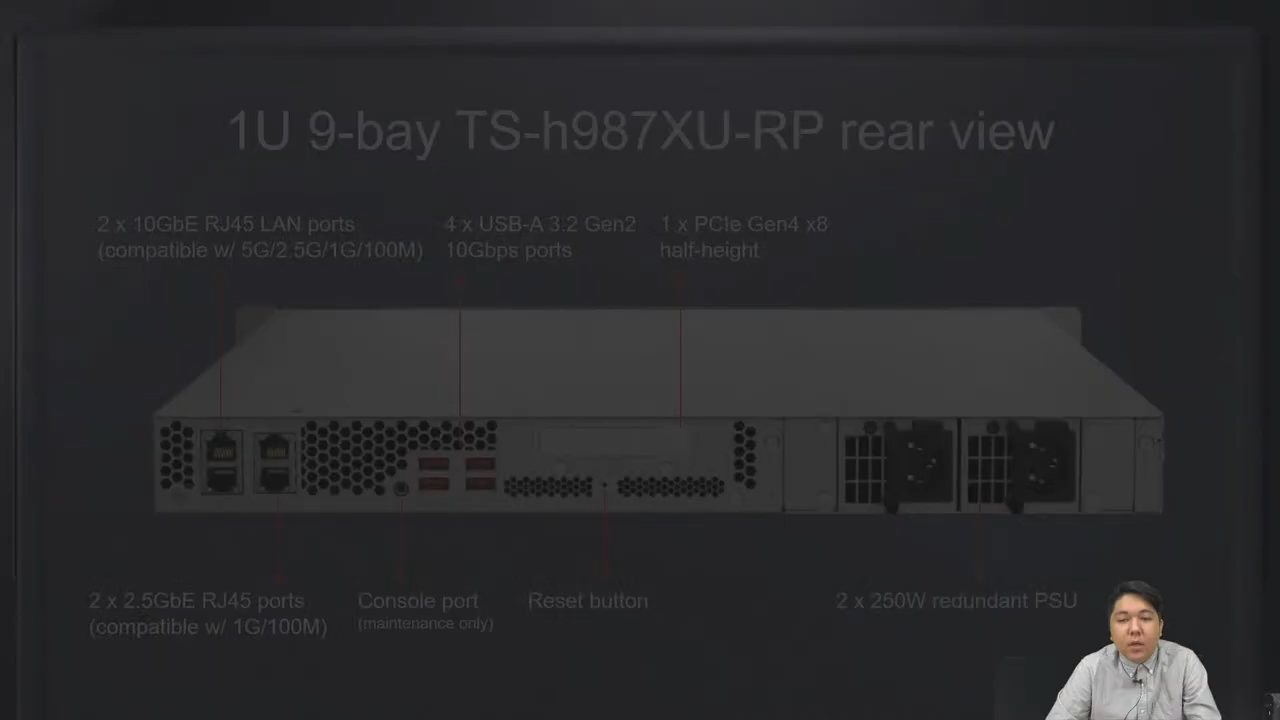 1U 9-bay TS-h987XU-RP rear view
2 x 10GbE RJ45 LAN ports
(compatible w/ 5G/2.5G/1G/100M)
4 x USB-A 3.2 Gen2
10Gbps ports
1 x PCIe Gen4 x8
half-height
2 x 2.5GbE RJ45 ports
(compatible w/ 1G/100M)
Console port
(maintenance only)
Reset button
2 x 250W redundant PSU